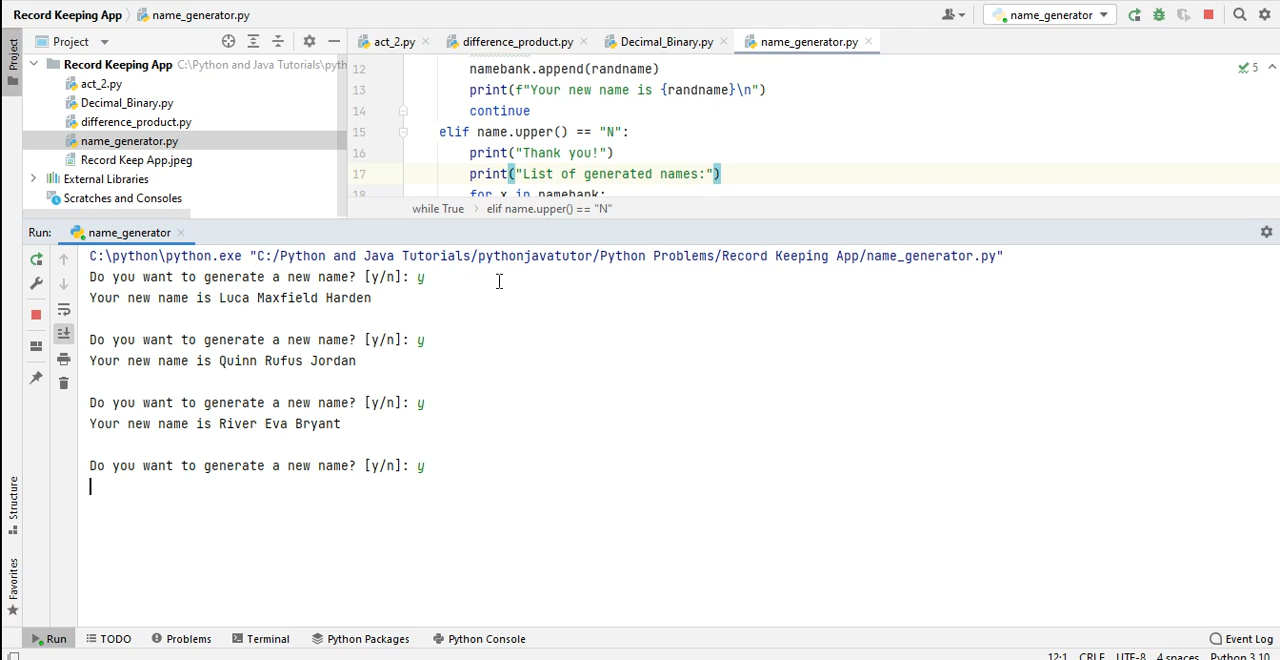 Record Keeping App name_generator.py name_generator
Project act_2.py difference_product.py Decimal_Binary.py name_generator.py
Project
Record Keeping App C:\Python and Java Tutorials\pyth
act_2.py
Decimal_Binary.py
difference_product.py
name_generator.py
Record Keep App.jpeg
External Libraries
Scratches and Consoles
12 namebank.append(randname)
13 print(f"Your new name is {randname}\n")
14 continue
15 elif name.upper() == "N":
16 print("Thank you!")
17 print("List of generated names:")
18 for x in namebank:
5
while True elif name.upper() == "N"
Run: name_generator
C:\python\python.exe "C:/Python and Java Tutorials/pythonjavatutor/Python Problems/Record Keeping App/name_generator.py"
Do you want to generate a new name? [y/n]: y
Your new name is Luca Maxfield Harden
Do you want to generate a new name? [y/n]: y
Your new name is Quinn Rufus Jordan
Do you want to generate a new name? [y/n]: y
Your new name is River Eva Bryant
Do you want to generate a new name? [y/n]: y
Structure
Favorites
Run TODO Problems Terminal Python Packages Python Console Event Log
12:1 CRLF UTF-8 4 spaces Python 3.10